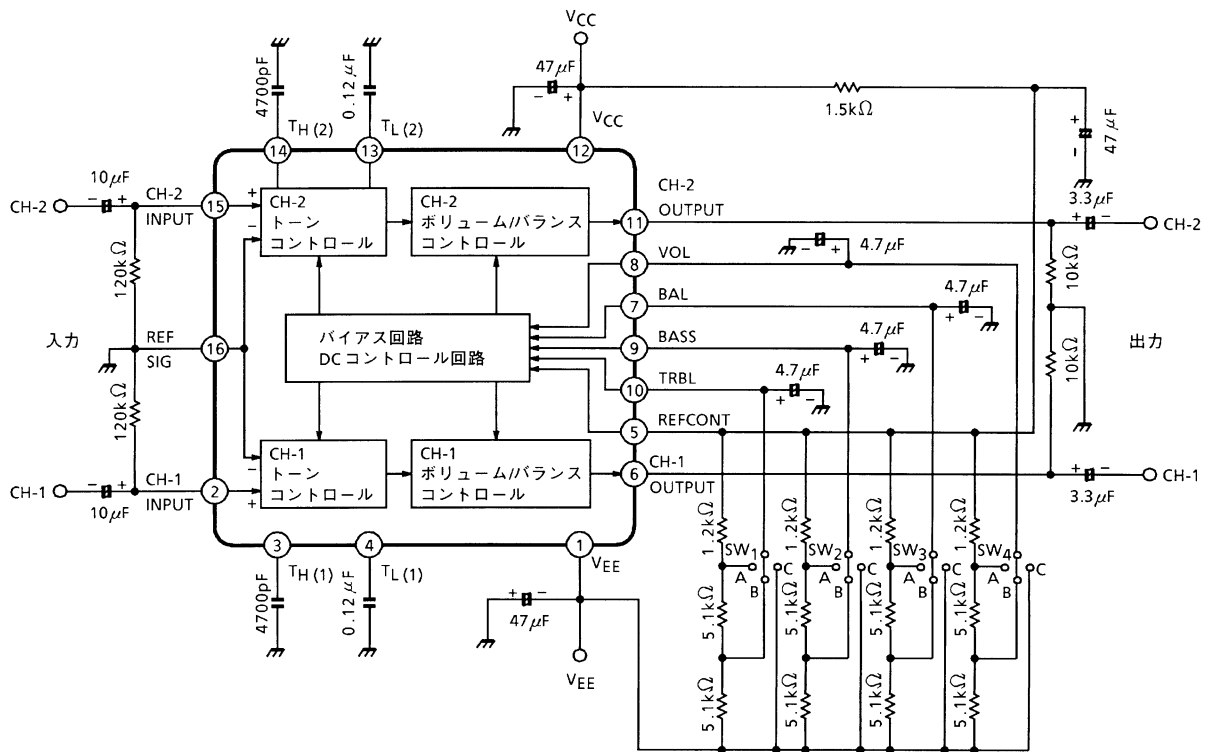 VCC
47μF
− +
VCC
1.5kΩ
+
−
47μF
4700pF
0.12μF
TH(2)
TL(2)
14
13
12
10μF
− +
CH-2
CH-2
INPUT
15
+
−
CH-2
トーン
コントロール
CH-2
ボリューム/バランス
コントロール
CH-2
OUTPUT
11
3.3μF
+ −
CH-2
120kΩ
8
VOL
− +
4.7μF
10kΩ
7
BAL
4.7μF
+ −
入力
REF
SIG
16
バイアス回路
DCコントロール回路
9
BASS
4.7μF
+ −
出力
10
TRBL
4.7μF
+ −
10kΩ
120kΩ
5
REFCONT
CH-1
− +
10μF
CH-1
INPUT
2
−
+
CH-1
トーン
コントロール
CH-1
ボリューム/バランス
コントロール
6
CH-1
OUTPUT
+ −
3.3μF
CH-1
3
4
1
TH(1)
TL(1)
VEE
4700pF
0.12μF
− +
47μF
VEE
1.2kΩ
SW1
A
B
C
5.1kΩ
5.1kΩ
1.2kΩ
SW2
A
B
C
5.1kΩ
5.1kΩ
1.2kΩ
SW3
A
B
C
5.1kΩ
5.1kΩ
1.2kΩ
SW4
A
B
C
5.1kΩ
5.1kΩ